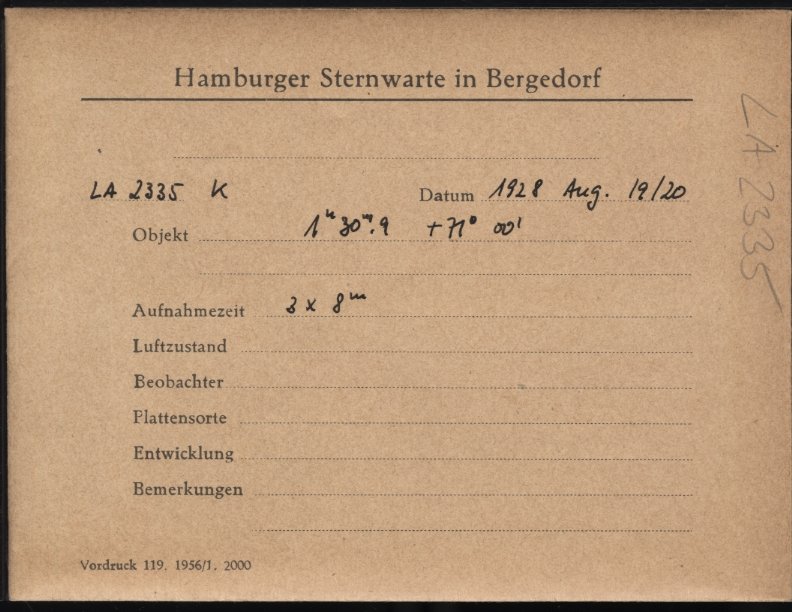 Hamburger Sternwarte in Bergedorf
LA 2335 K Datum 1928 Aug. 19/20
Objekt 1ʰ 30ᵐ.9 +71° 00'
Aufnahmezeit 3 x 8ᵐ
Luftzustand
Beobachter
Plattensorte
Entwicklung
Bemerkungen
Vordruck 119. 1956/1. 2000
LA 2335